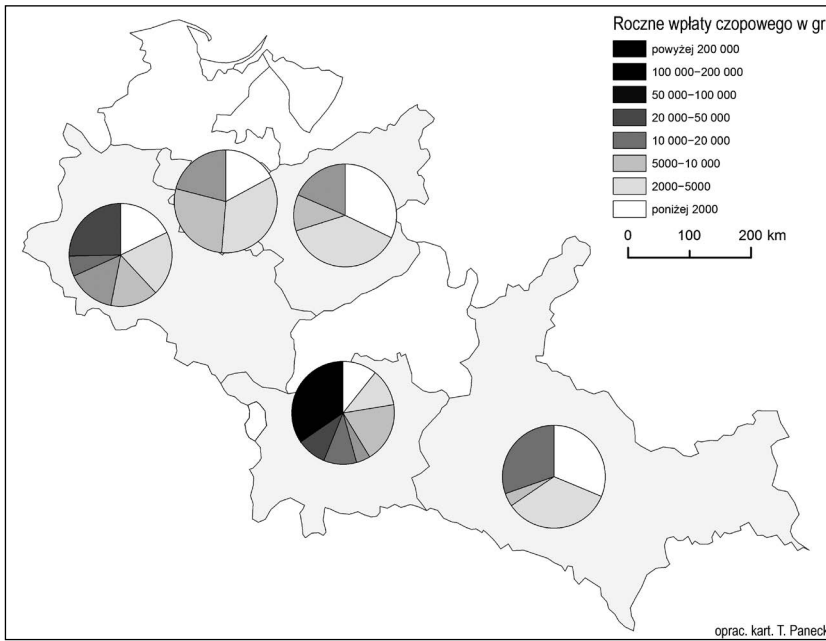 Roczne wpłaty czopowego w gr
powyżej 200 000
100 000–200 000
50 000–100 000
20 000–50 000
10 000–20 000
5000–10 000
2000–5000
poniżej 2000
0 100 200 km
oprac. kart. T. Paneck